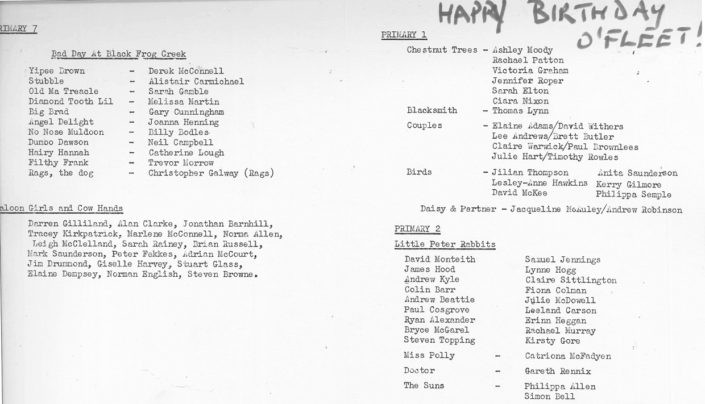 HAPPY BIRTHDAY
O'FLEET!
PRIMARY 7
Bad Day At Black Frog Creek
Yipee Drown - Derek McConnell
Stubble - Alistair Carmichael
Old Ma Treacle - Sarah Gamble
Diamond Tooth Lil - Melissa Martin
Big Brad - Gary Cunningham
Angel Delight - Joanna Henning
No Nose Muldoon - Billy Bodles
Dunbo Dawson - Neil Campbell
Hairy Hannah - Catherine Lough
Filthy Frank - Trevor Morrow
Rags, the dog - Christopher Galway (Rags)
aloon Girls and Cow Hands
Darren Gilliland, Alan Clarke, Jonathan Barnhill,
Tracey Kirkpatrick, Marlene McConnell, Norma Allen,
Leigh McClelland, Sarah Rainey, Brian Russell,
Mark Saunderson, Peter Fekkes, Adrian McCourt,
Jim Drummond, Giselle Harvey, Stuart Glass,
Elaine Dempsey, Norman English, Steven Browne.
PRIMARY 1
Chestnut Trees - Ashley Moody
Rachael Patton
Victoria Graham
Jennifer Roper
Sarah Elton
Ciara Nixon
Blacksmith - Thomas Lynn
Couples - Elaine Adams/David Withers
Lee Andrews/Brett Butler
Claire Warwick/Paul Brownlees
Julie Hart/Timothy Rowles
Birds - Jilian Thompson Anita Saunderson
Lesley-Anne Hawkins Kerry Gilmore
David McKee Philippa Semple
Daisy & Partner - Jacqueline McAuley/Andrew Robinson
PRIMARY 2
Little Peter Rabbits
David Monteith Samuel Jennings
James Hood Lynne Hogg
Andrew Kyle Claire Sittlington
Colin Barr Fiona Colman
Andrew Beattie Julie McDowell
Paul Cosgrove Lesland Carson
Ryan Alexander Erinn Heggan
Bryce McGarel Rachael Murray
Steven Topping Kirsty Gore
Miss Polly - Catriona McFadyen
Doctor - Gareth Rennix
The Suns - Philippa Allen
Simon Bell